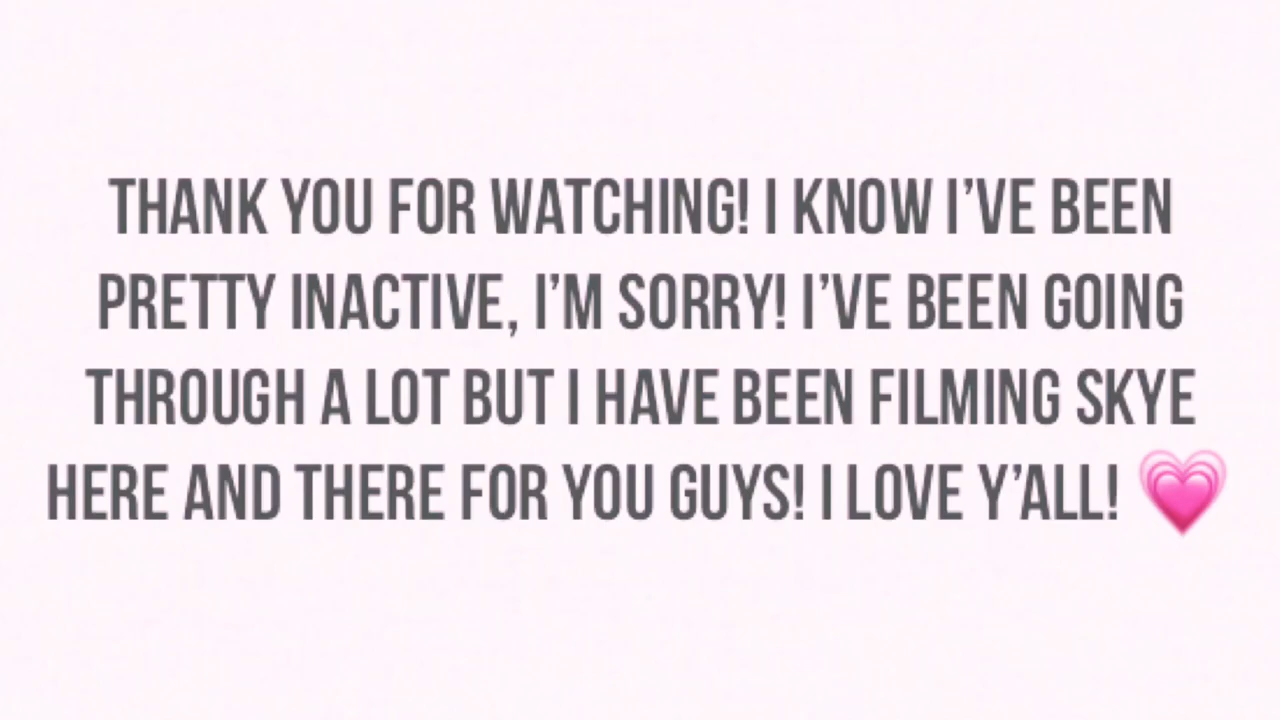 THANK YOU FOR WATCHING! I KNOW I’VE BEEN
PRETTY INACTIVE, I’M SORRY! I’VE BEEN GOING
THROUGH A LOT BUT I HAVE BEEN FILMING SKYE
HERE AND THERE FOR YOU GUYS! I LOVE Y’ALL! 💗